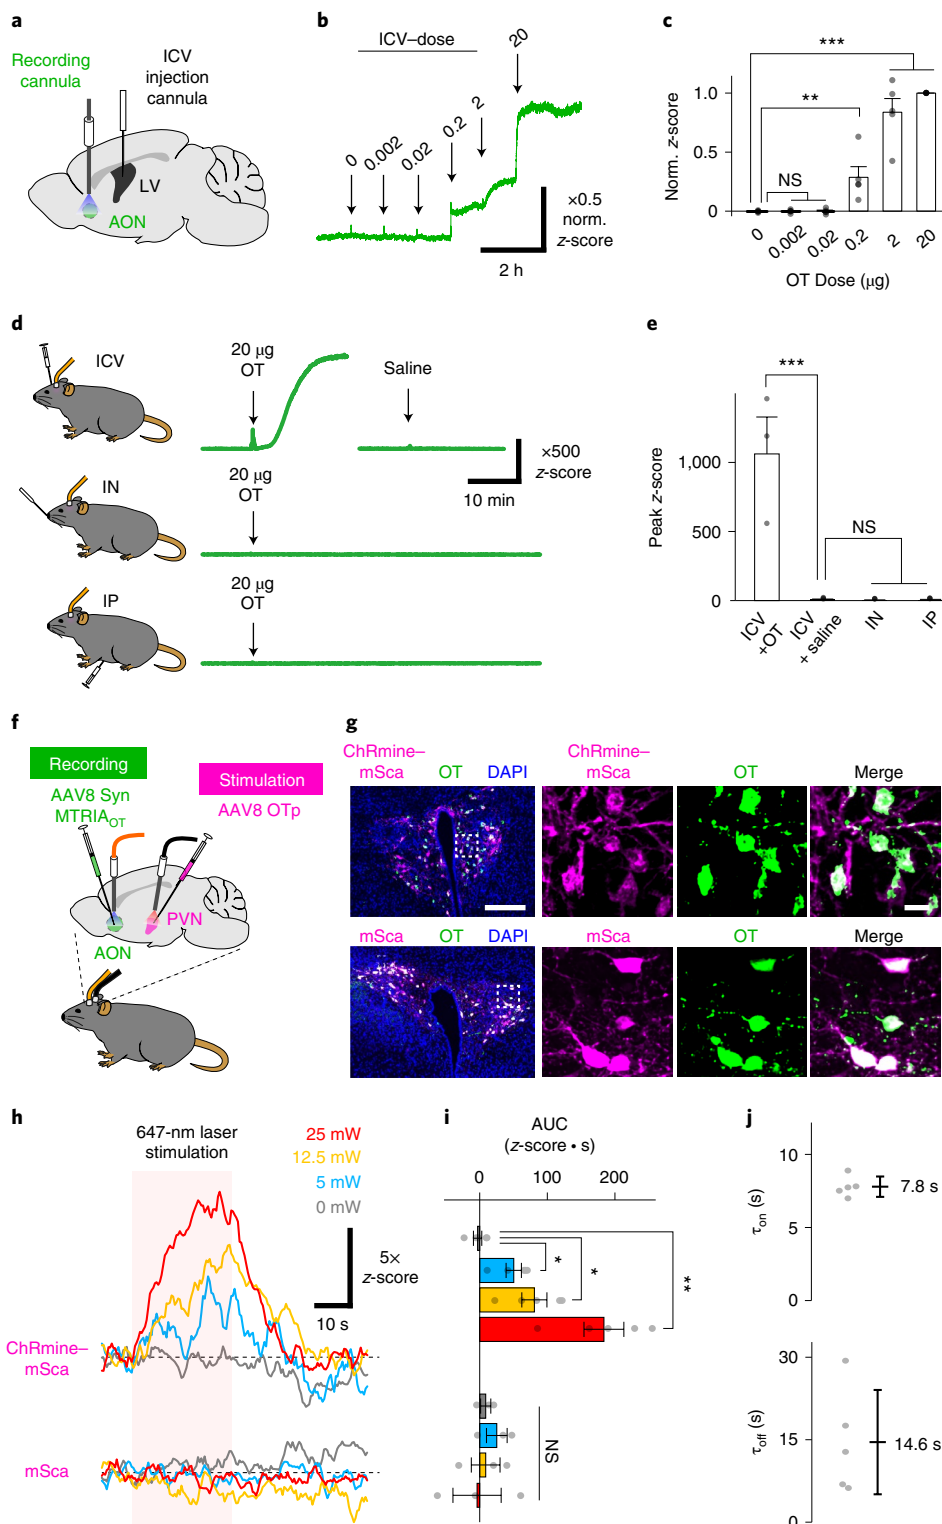 a
Recording
cannula
ICV
injection
cannula
LV
AON
b
ICV–dose
0
0.002
0.02
0.2
2
20
×0.5
norm.
z-score
2 h
c
***
**
NS
Norm. z-score
1.0
0.5
0
0
0.002
0.02
0.2
2
20
OT Dose (μg)
d
ICV
20 μg
OT
Saline
×500
z-score
10 min
IN
20 μg
OT
IP
20 μg
OT
e
***
NS
Peak z-score
1,000
500
0
ICV
+OT
ICV
+ saline
IN
IP
f
Recording
Stimulation
AAV8 Syn
MTRIAOT
AAV8 OTp
PVN
AON
g
ChRmine–
mSca
OT
DAPI
ChRmine–
mSca
OT
Merge
mSca
OT
DAPI
mSca
OT
Merge
h
647-nm laser
stimulation
25 mW
12.5 mW
5 mW
0 mW
5×
z-score
10 s
ChRmine–
mSca
mSca
i
AUC
(z-score • s)
0
100
200
*
*
**
NS
j
10
5
0
τon (s)
7.8 s
30
15
0
τoff (s)
14.6 s